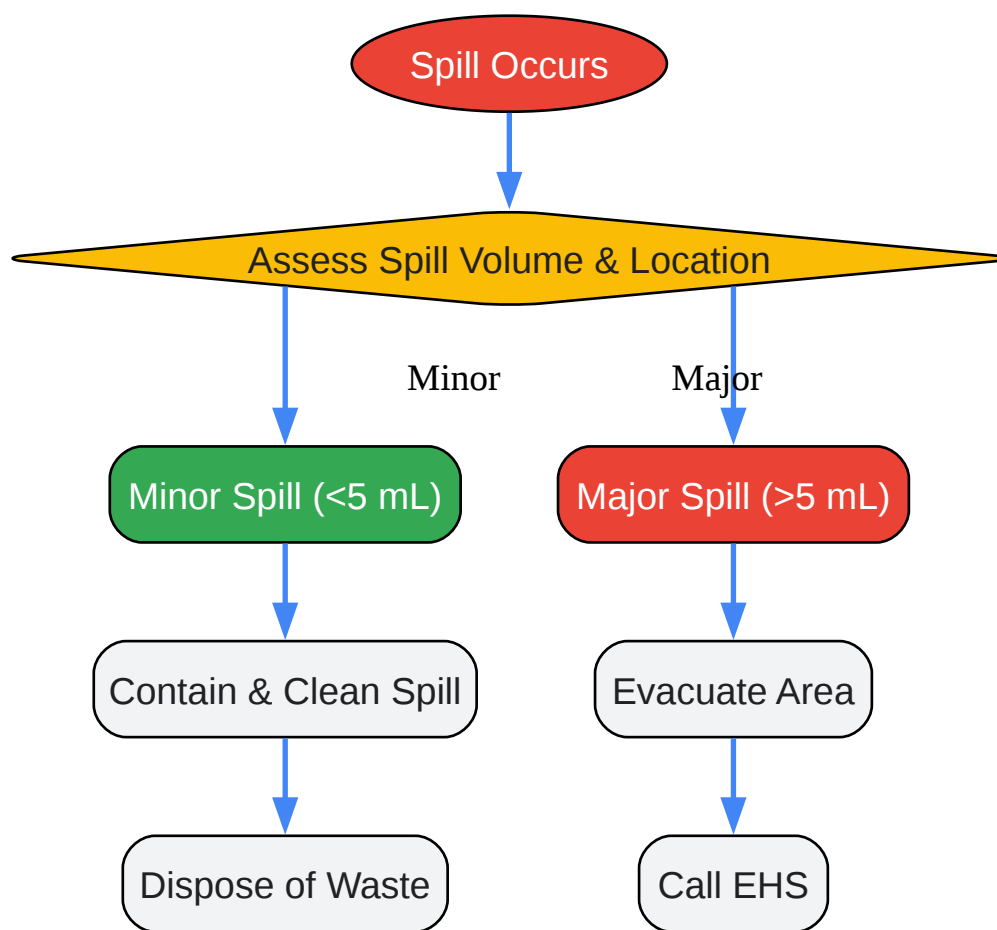 Spill Occurs
Assess Spill Volume & Location
Minor
Major
Minor Spill (<5 mL)
Major Spill (>5 mL)
Contain & Clean Spill
Evacuate Area
Dispose of Waste
Call EHS